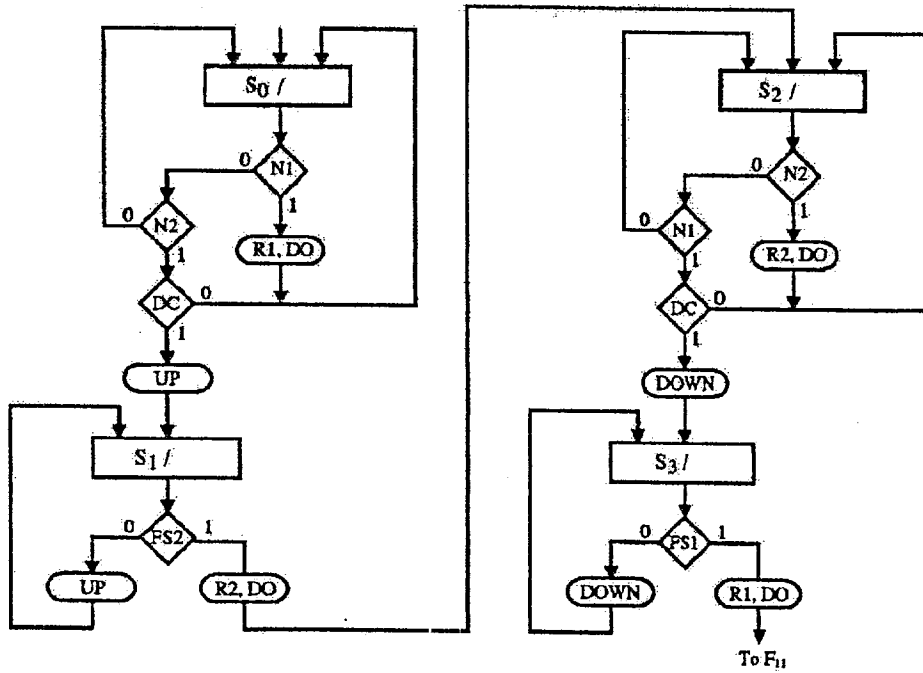 S0 /
0
N1
1
0
N2
1
R1, DO
DC
0
1
UP
S1 /
0
FS2
1
UP
R2, DO
S2 /
0
N2
1
0
N1
1
R2, DO
DC
0
1
DOWN
S3 /
0
FS1
1
DOWN
R1, DO